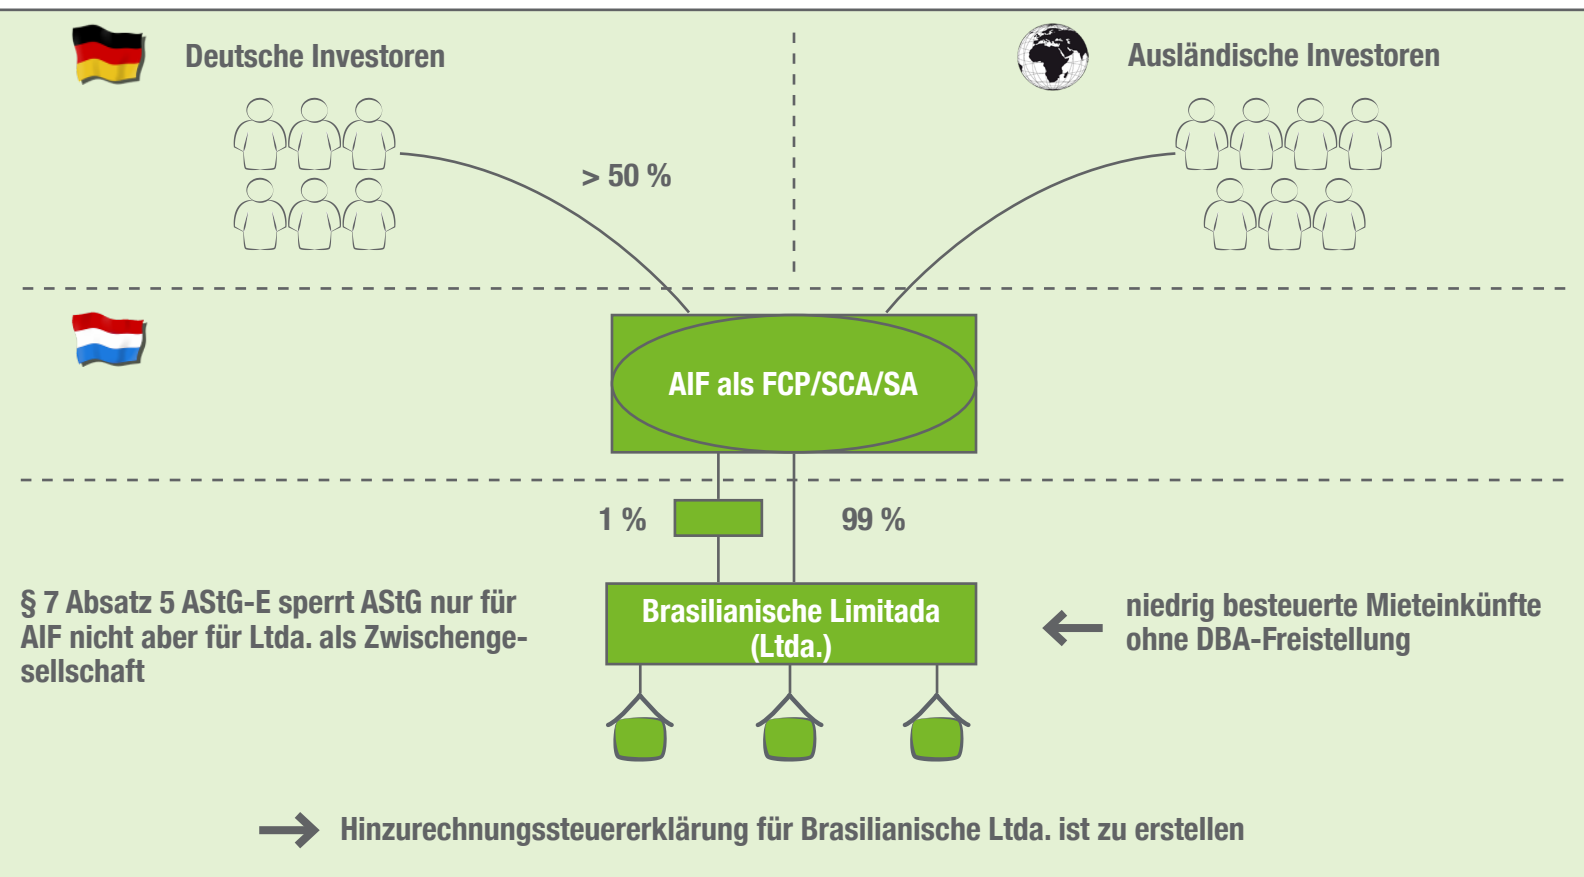 Deutsche Investoren
Ausländische Investoren
> 50 %
AIF als FCP/SCA/SA
1 %
99 %
§ 7 Absatz 5 AStG-E sperrt AStG nur für
AIF nicht aber für Ltda. als Zwischenge-
sellschaft
Brasilianische Limitada
(Ltda.)
niedrig besteuerte Mieteinkünfte
ohne DBA-Freistellung
Hinzurechnungssteuererklärung für Brasilianische Ltda. ist zu erstellen